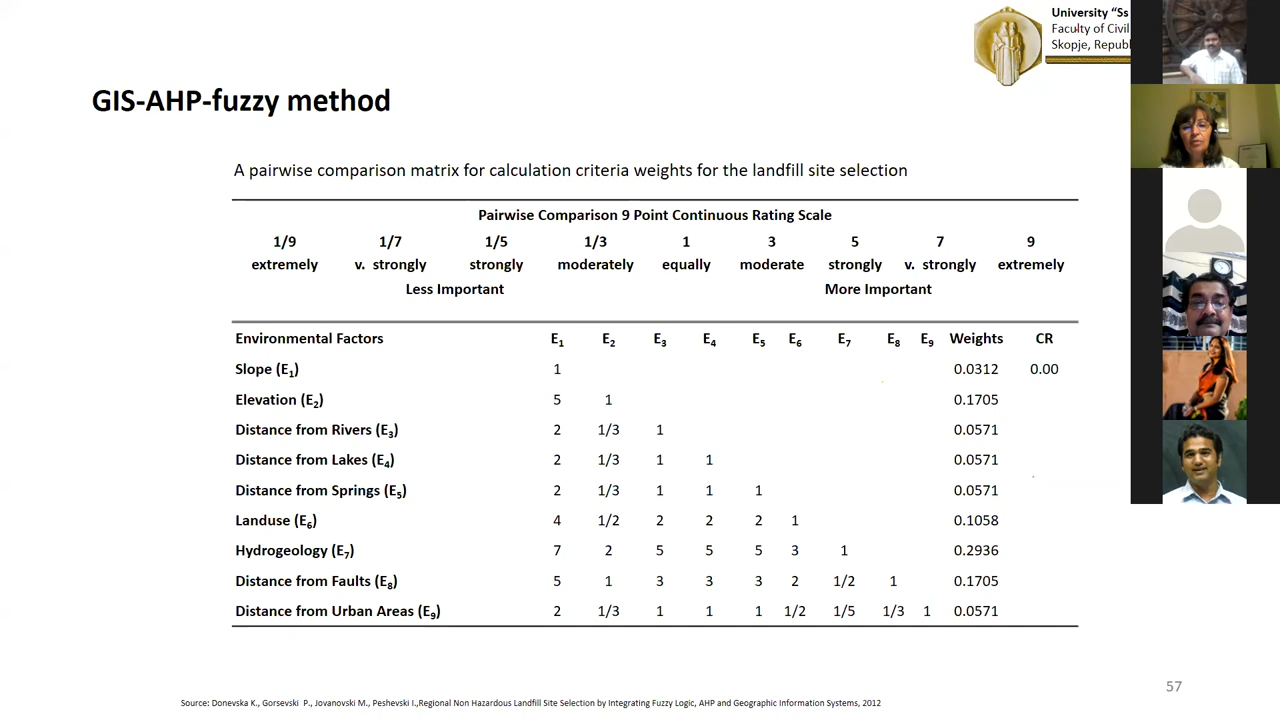 University "Ss
Faculty of Civil
Skopje, Republ
GIS-AHP-fuzzy method
A pairwise comparison matrix for calculation criteria weights for the landfill site selection
Pairwise Comparison 9 Point Continuous Rating Scale
1/9 1/7 1/5 1/3 1 3 5 7 9
extremely v. strongly strongly moderately equally moderate strongly v. strongly extremely
Less Important More Important
Environmental Factors E1 E2 E3 E4 E5 E6 E7 E8 E9 Weights CR
Slope (E1) 1 0.0312 0.00
Elevation (E2) 5 1 0.1705
Distance from Rivers (E3) 2 1/3 1 0.0571
Distance from Lakes (E4) 2 1/3 1 1 0.0571
Distance from Springs (E5) 2 1/3 1 1 1 0.0571
Landuse (E6) 4 1/2 2 2 2 1 0.1058
Hydrogeology (E7) 7 2 5 5 5 3 1 0.2936
Distance from Faults (E8) 5 1 3 3 3 2 1/2 1 0.1705
Distance from Urban Areas (E9) 2 1/3 1 1 1 1/2 1/5 1/3 1 0.0571
57
Source: Donevska K., Gorsevski P., Jovanovski M., Peshevski I.,Regional Non Hazardous Landfill Site Selection by Integrating Fuzzy Logic, AHP and Geographic Information Systems, 2012